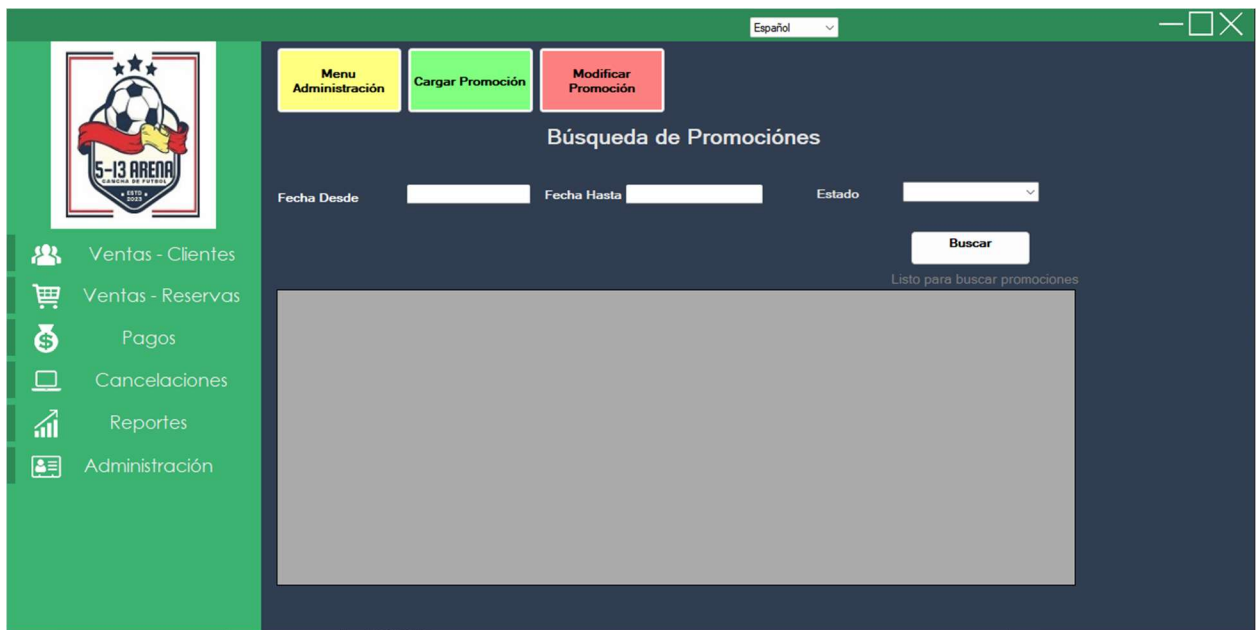 Español
5-13 ARENA
CANCHA DE FUTBOL
ESTD
2023
Menu
Administración
Cargar Promoción
Modificar
Promoción
Búsqueda de Promociónes
Fecha Desde
Fecha Hasta
Estado
Buscar
Listo para buscar promociones
Ventas - Clientes
Ventas - Reservas
Pagos
Cancelaciones
Reportes
Administración